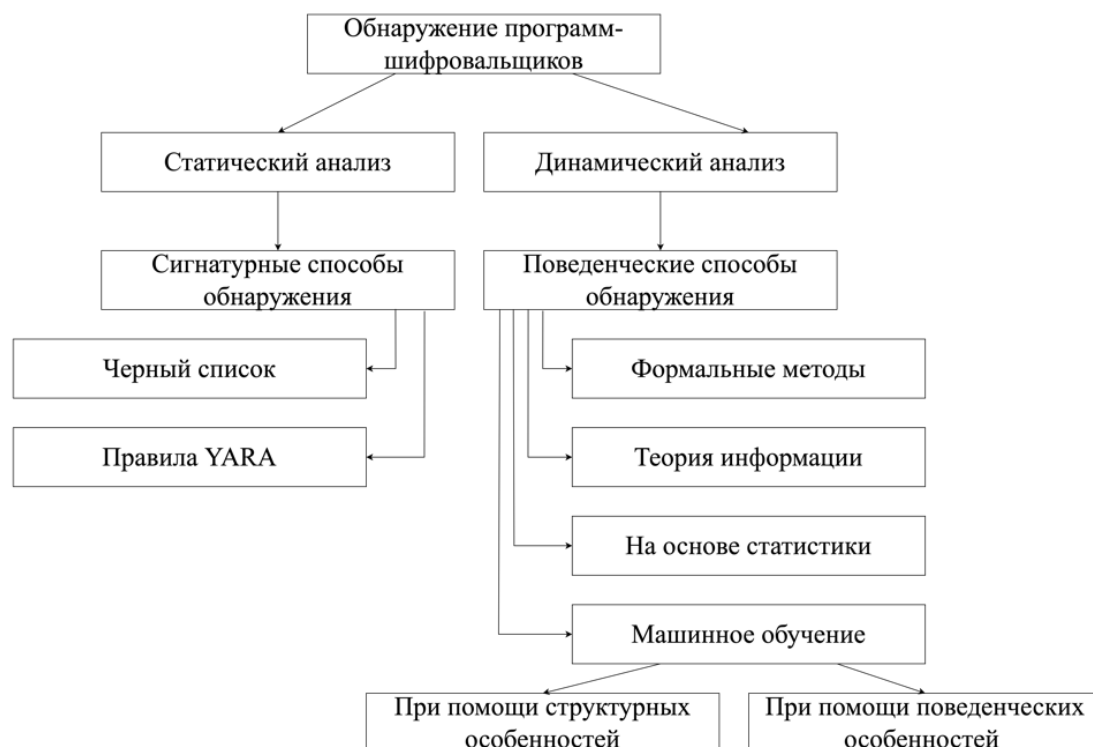 Обнаружение программ-
шифровальщиков
Статический анализ
Динамический анализ
Сигнатурные способы
обнаружения
Поведенческие способы
обнаружения
Черный список
Формальные методы
Правила YARA
Теория информации
На основе статистики
Машинное обучение
При помощи структурных
особенностей
При помощи поведенческих
особенностей